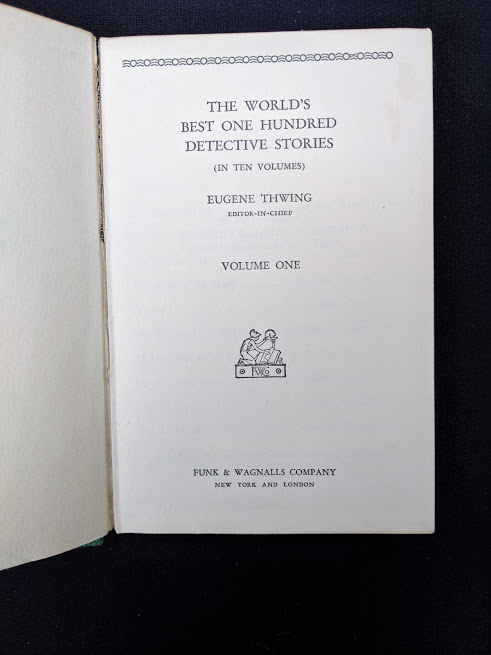 THE WORLD'S
BEST ONE HUNDRED
DETECTIVE STORIES
(IN TEN VOLUMES)
EUGENE THWING
EDITOR-IN-CHIEF
VOLUME ONE
FUNK & WAGNALLS COMPANY
NEW YORK AND LONDON